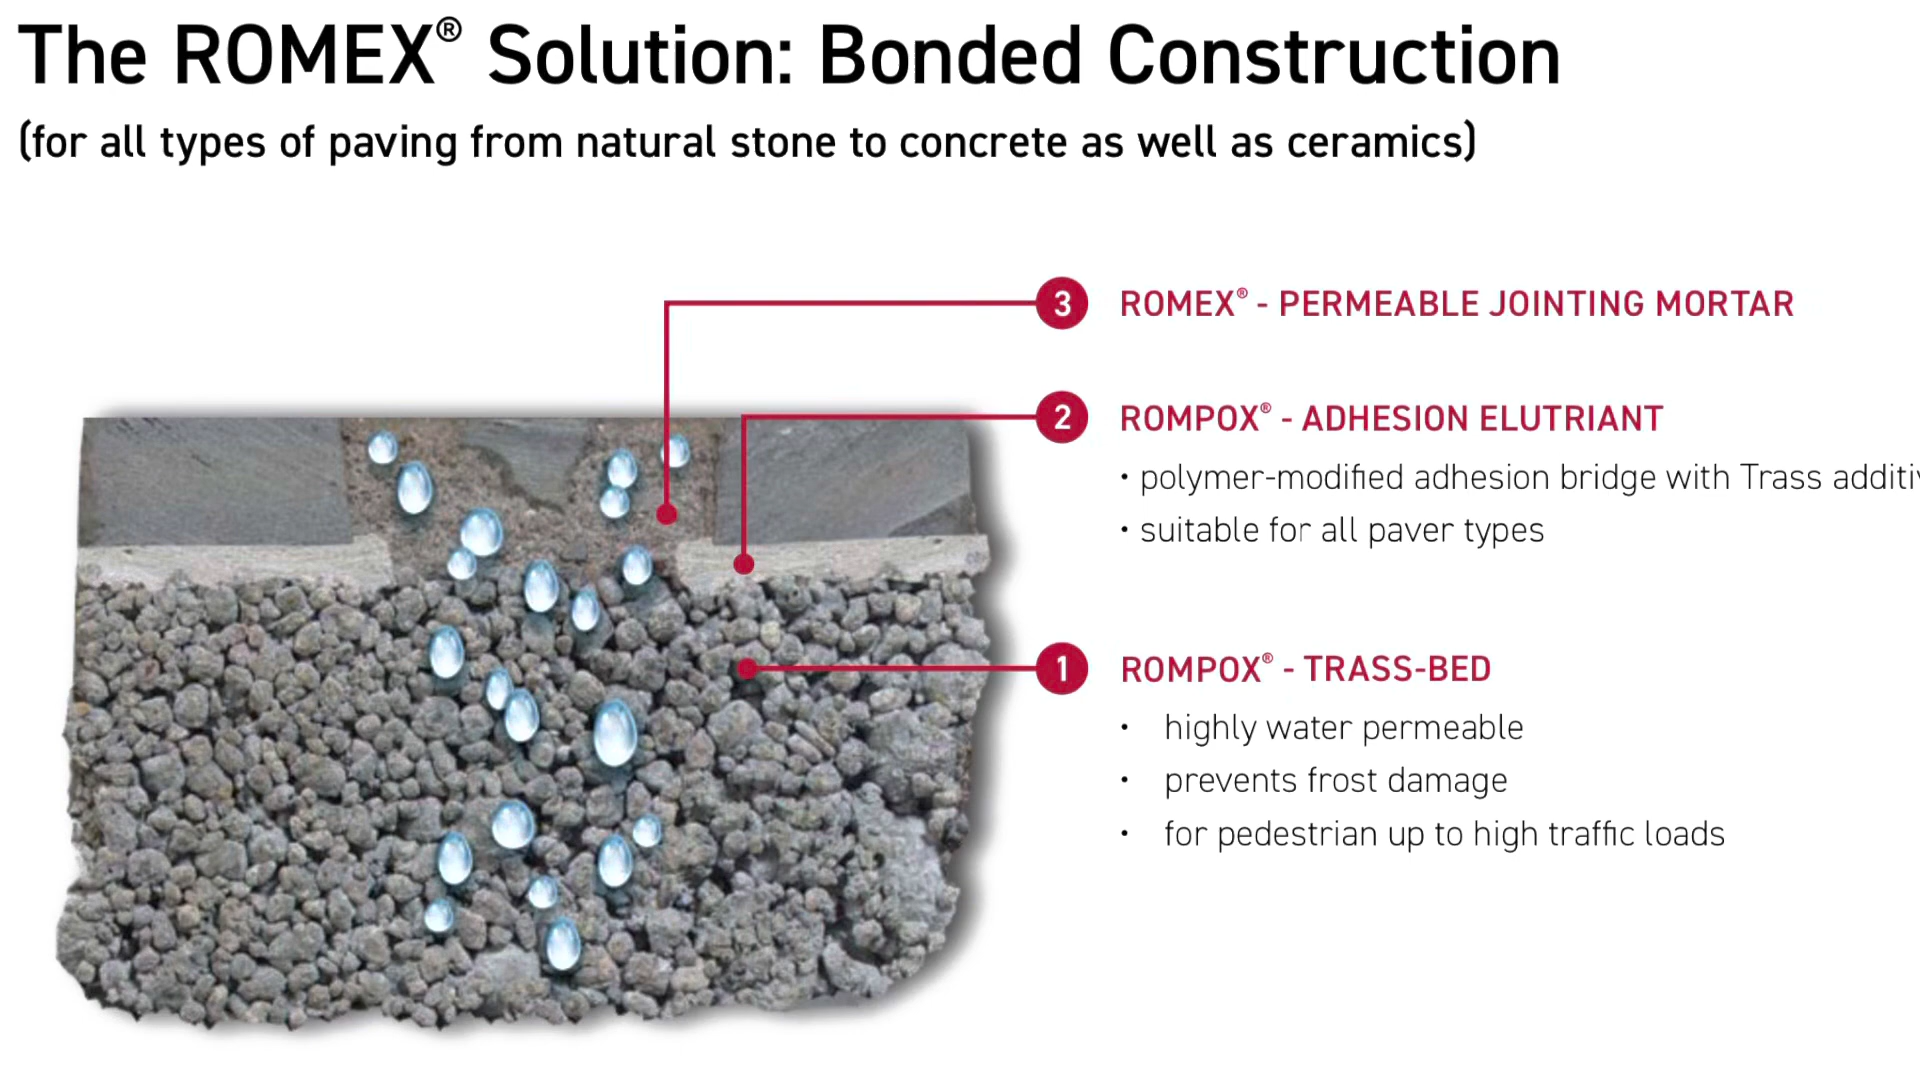 The ROMEX® Solution: Bonded Construction
(for all types of paving from natural stone to concrete as well as ceramics)
3 ROMEX® - PERMEABLE JOINTING MORTAR
2 ROMPOX® - ADHESION ELUTRIANT
• polymer-modified adhesion bridge with Trass
• suitable for all paver types
1 ROMPOX® - TRASS-BED
• highly water permeable
• prevents frost damage
• for pedestrian up to high traffic loads